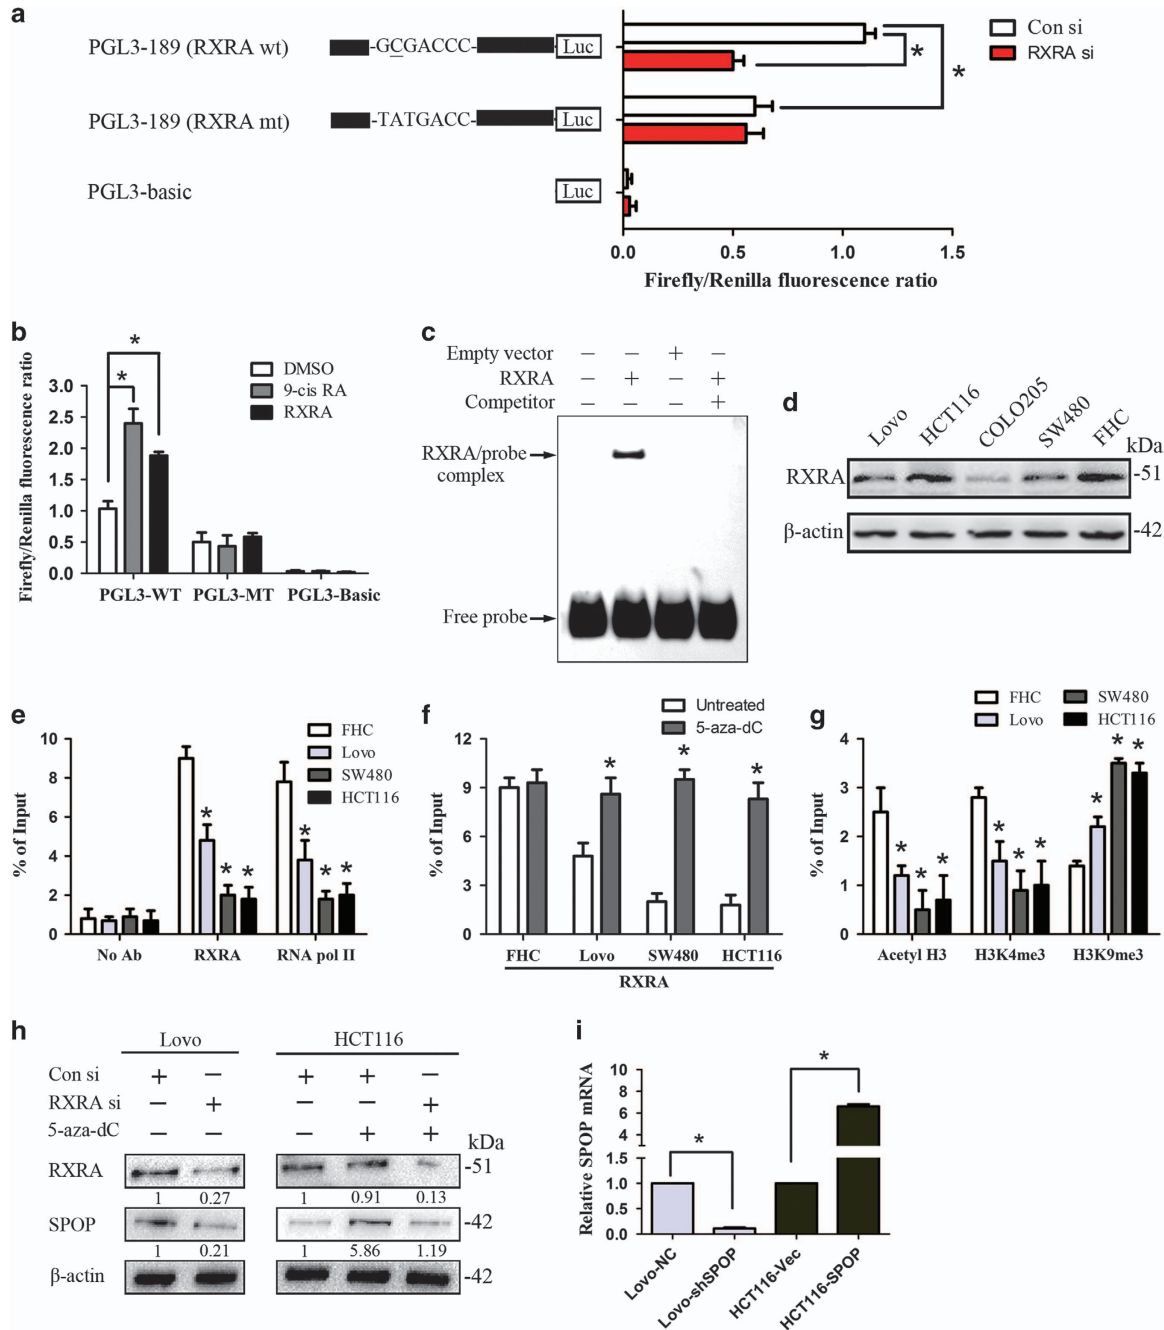 a
PGL3-189 (RXRA wt) -GCGACCC- Luc
PGL3-189 (RXRA mt) -TATGACC- Luc
PGL3-basic Luc
Con si
RXRA si
*
*
0.0 0.5 1.0 1.5
Firefly/Renilla fluorescence ratio
b
Firefly/Renilla fluorescence ratio
3.0
2.5
2.0
1.5
1.0
0.5
0.0
*
*
DMSO
9-cis RA
RXRA
PGL3-WT PGL3-MT PGL3-Basic
c
Empty vector – – + –
RXRA – + – +
Competitor – – – +
RXRA/probe
complex
Free probe
d
Lovo HCT116 COLO205 SW480 FHC
kDa
RXRA -51
β-actin -42
e
% of Input
10
8
6
4
2
0
FHC
Lovo
SW480
HCT116
* * *
* * *
No Ab RXRA RNA pol II
f
% of Input
12
9
6
3
0
Untreated
5-aza-dC
* * *
FHC Lovo SW480 HCT116
RXRA
g
% of Input
4
3
2
1
0
FHC SW480
Lovo HCT116
* * *
* * *
* * *
Acetyl H3 H3K4me3 H3K9me3
h
Lovo HCT116
Con si + – + + –
RXRA si – + – – +
5-aza-dC – – – + +
kDa
RXRA -51
1 0.27 1 0.91 0.13
SPOP -42
1 0.21 1 5.86 1.19
β-actin -42
i
Relative SPOP mRNA
10
8
6
4
1.5
1.0
0.5
0.0
*
*
Lovo-NC Lovo-shSPOP HCT116-Vec HCT116-SPOP